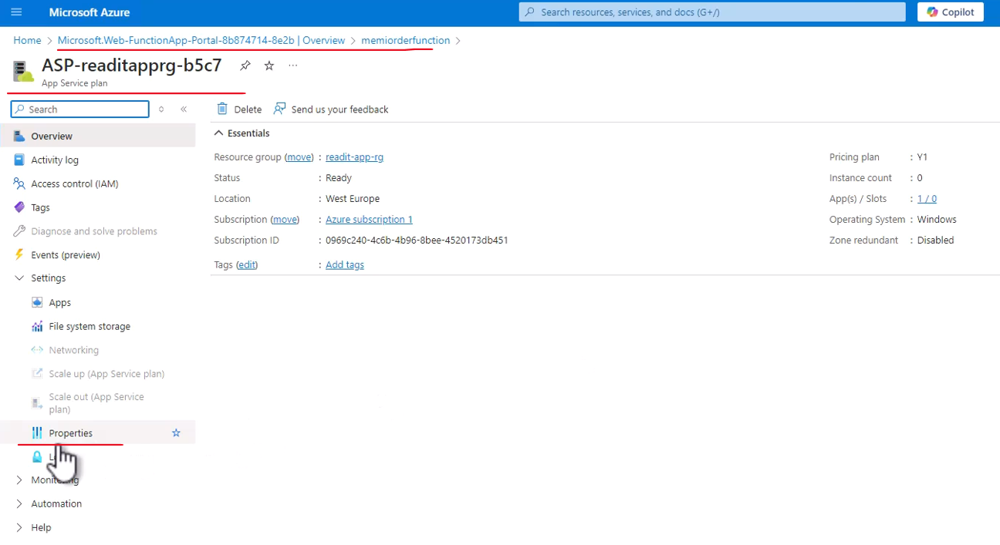 Microsoft Azure
Search resources, services, and docs (G+/)
Copilot
Home > Microsoft.Web-FunctionApp-Portal-8b874714-8e2b | Overview > memiorderfunction >
ASP-readitapprg-b5c7
App Service plan
Search
Delete
Send us your feedback
Overview
Activity log
Access control (IAM)
Tags
Diagnose and solve problems
Events (preview)
Settings
Apps
File system storage
Networking
Scale up (App Service plan)
Scale out (App Service
plan)
Properties
Monitoring
Automation
Help
Essentials
Resource group (move) : readit-app-rg
Status : Ready
Location : West Europe
Subscription (move) : Azure subscription 1
Subscription ID : 0969c240-4c6b-4b96-8bee-4520173db451
Tags (edit) : Add tags
Pricing plan : Y1
Instance count : 0
App(s) / Slots : 1 / 0
Operating System : Windows
Zone redundant : Disabled